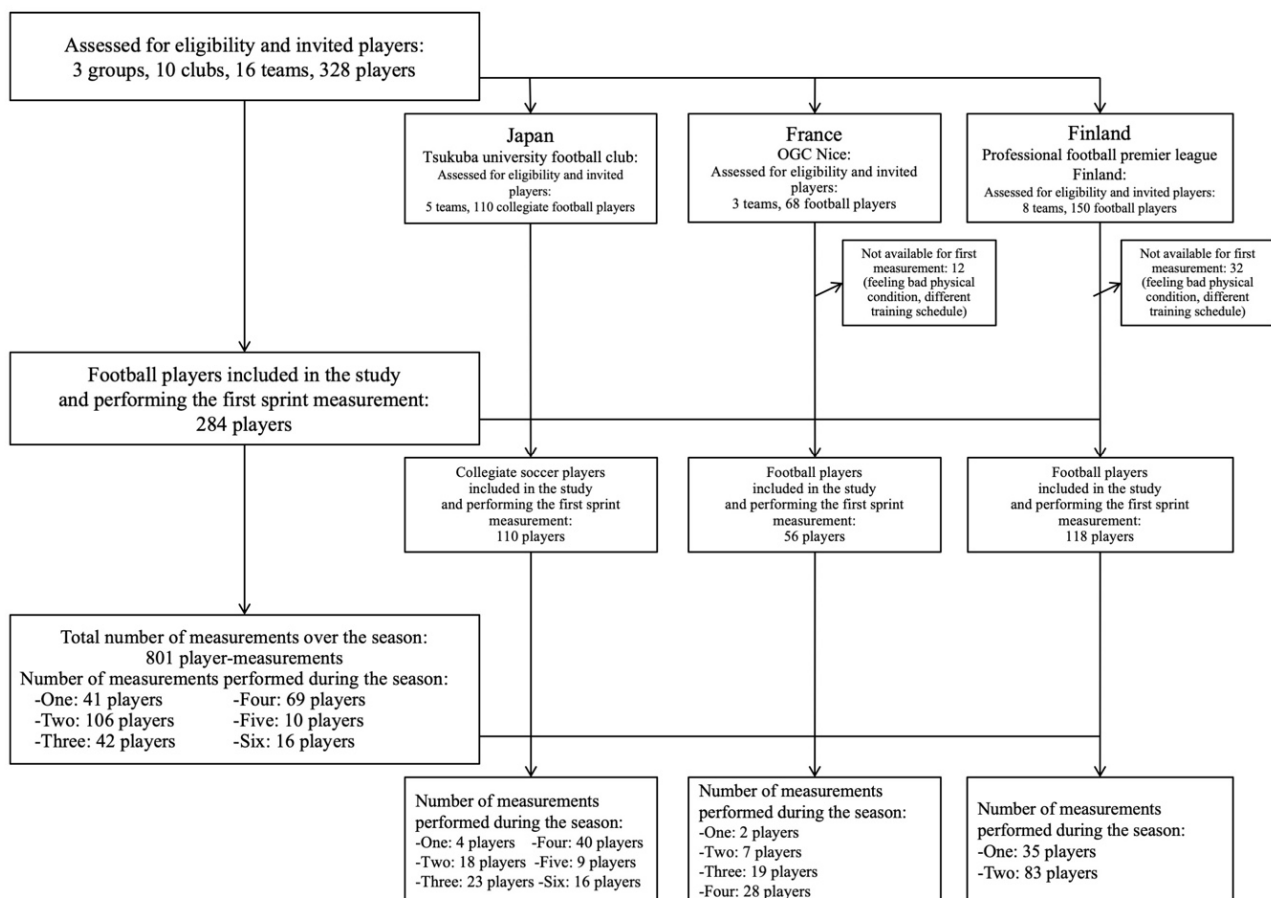 Assessed for eligibility and invited players:
3 groups, 10 clubs, 16 teams, 328 players
Japan
Tsukuba university football club:
Assessed for eligibility and invited
players:
5 teams, 110 collegiate football players
France
OGC Nice:
Assessed for eligibility and invited
players:
3 teams, 68 football players
Finland
Professional football premier league
Finland:
Assessed for eligibility and invited players:
8 teams, 150 football players
Not available for first
measurement: 12
(feeling bad physical
condition, different
training schedule)
Not available for first
measurement: 32
(feeling bad physical
condition, different
training schedule)
Football players included in the study
and performing the first sprint measurement:
284 players
Collegiate soccer players
included in the study
and performing the first sprint
measurement:
110 players
Football players
included in the study
and performing the first sprint
measurement:
56 players
Football players
included in the study
and performing the first sprint
measurement:
118 players
Total number of measurements over the season:
801 player-measurements
Number of measurements performed during the season:
-One: 41 players -Four: 69 players
-Two: 106 players -Five: 10 players
-Three: 42 players -Six: 16 players
Number of measurements
performed during the season:
-One: 4 players -Four: 40 players
-Two: 18 players -Five: 9 players
-Three: 23 players -Six: 16 players
Number of measurements
performed during the season:
-One: 2 players
-Two: 7 players
-Three: 19 players
-Four: 28 players
Number of measurements
performed during the season:
-One: 35 players
-Two: 83 players